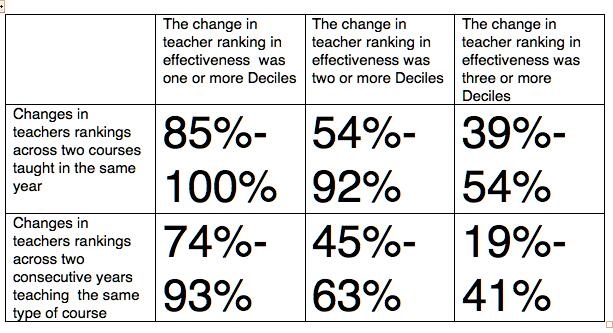 The change in
teacher ranking in
effectiveness was
one or more Deciles
The change in
teacher ranking in
effectiveness was
two or more Deciles
The change in
teacher ranking in
effectiveness was
three or more
Deciles
Changes in
teachers rankings
across two courses
taught in the same
year
85%-
100%
54%-
92%
39%-
54%
Changes in
teachers rankings
across two
consecutive years
teaching the same
type of course
74%-
93%
45%-
63%
19%-
41%